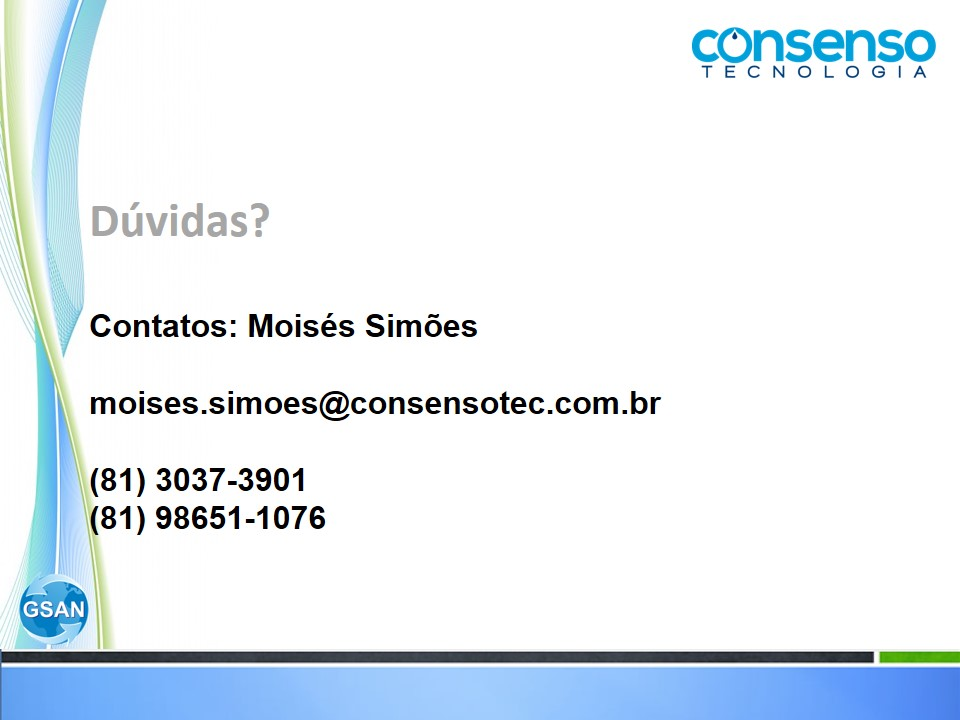 consenso
TECNOLOGIA
Dúvidas?
Contatos: Moisés Simões
moises.simoes@consensotec.com.br
(81) 3037-3901
(81) 98651-1076
GSAN